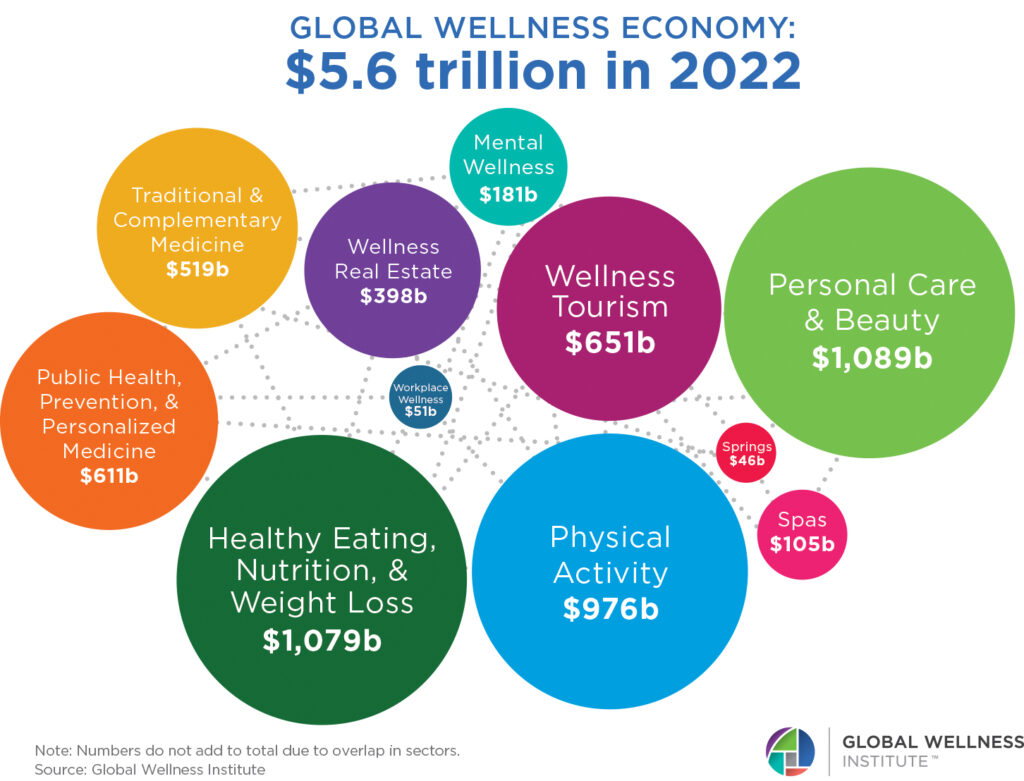 GLOBAL WELLNESS ECONOMY:
$5.6 trillion in 2022
Mental
Wellness
$181b
Traditional &
Complementary
Medicine
$519b
Wellness
Real Estate
$398b
Wellness
Tourism
$651b
Personal Care
& Beauty
$1,089b
Public Health,
Prevention, &
Personalized
Medicine
$611b
Workplace
Wellness
$51b
Springs
$46b
Spas
$105b
Healthy Eating,
Nutrition, &
Weight Loss
$1,079b
Physical
Activity
$976b
Note: Numbers do not add to total due to overlap in sectors.
Source: Global Wellness Institute
GLOBAL WELLNESS
INSTITUTE™